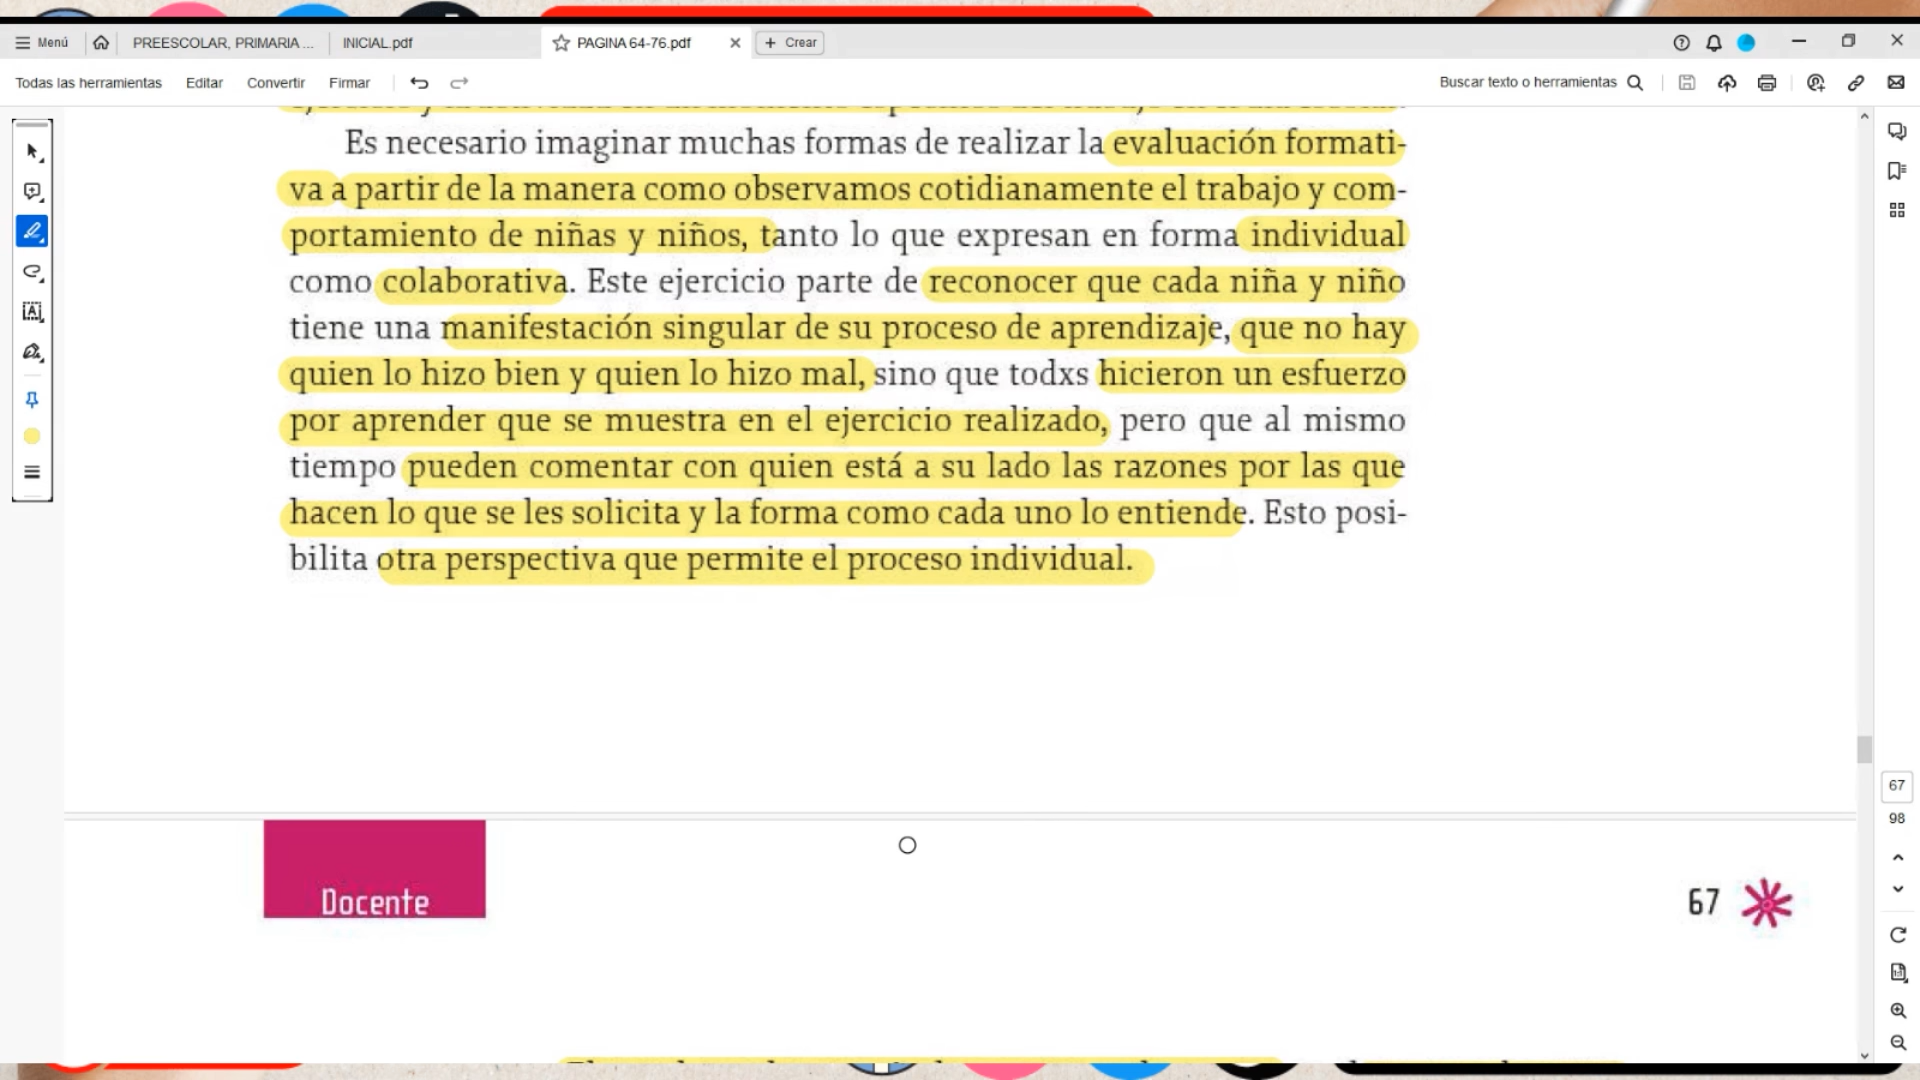 Menú
PREESCOLAR, PRIMARIA ...
INICIAL.pdf
PAGINA 64-76.pdf
Crear
Todas las herramientas
Editar
Convertir
Firmar
Buscar texto o herramientas
Es necesario imaginar muchas formas de realizar la evaluación formati-
va a partir de la manera como observamos cotidianamente el trabajo y com-
portamiento de niñas y niños, tanto lo que expresan en forma individual
como colaborativa. Este ejercicio parte de reconocer que cada niña y niño
tiene una manifestación singular de su proceso de aprendizaje, que no hay
quien lo hizo bien y quien lo hizo mal, sino que todxs hicieron un esfuerzo
por aprender que se muestra en el ejercicio realizado, pero que al mismo
tiempo pueden comentar con quien está a su lado las razones por las que
hacen lo que se les solicita y la forma como cada uno lo entiende. Esto posi-
bilita otra perspectiva que permite el proceso individual.
67
98
Docente
67